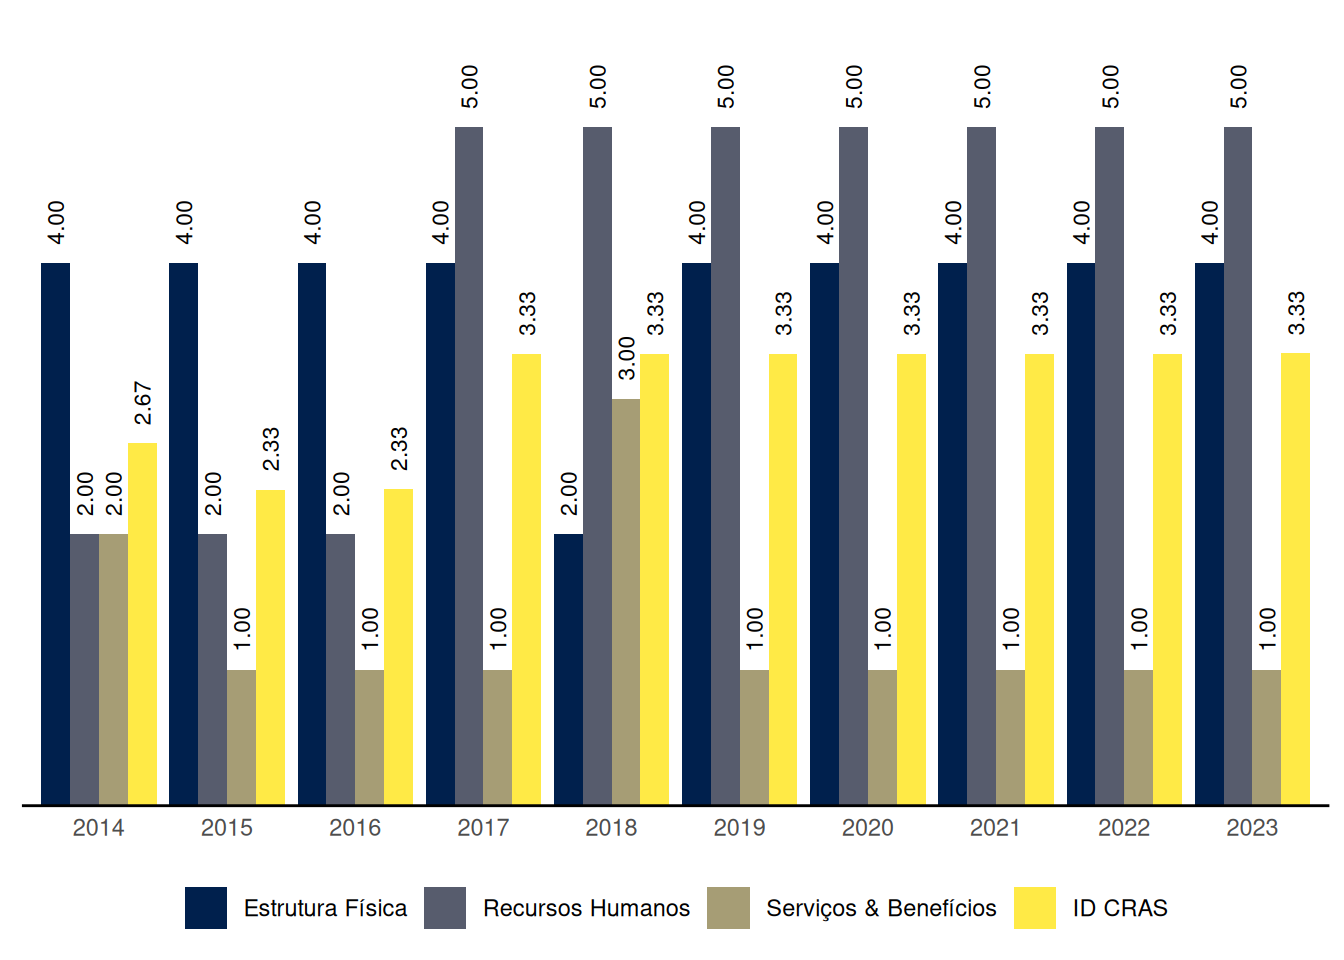 5.00 5.00 5.00 5.00 5.00 5.00 5.00
4.00 4.00 4.00 4.00 4.00 4.00 4.00 4.00 4.00
3.33 3.33 3.33 3.33 3.33 3.33 3.33
3.00
2.67
2.33 2.33
2.00 2.00 2.00 2.00 2.00
1.00 1.00 1.00 1.00 1.00 1.00 1.00 1.00
2014 2015 2016 2017 2018 2019 2020 2021 2022 2023
Estrutura Física Recursos Humanos Serviços & Benefícios ID CRAS